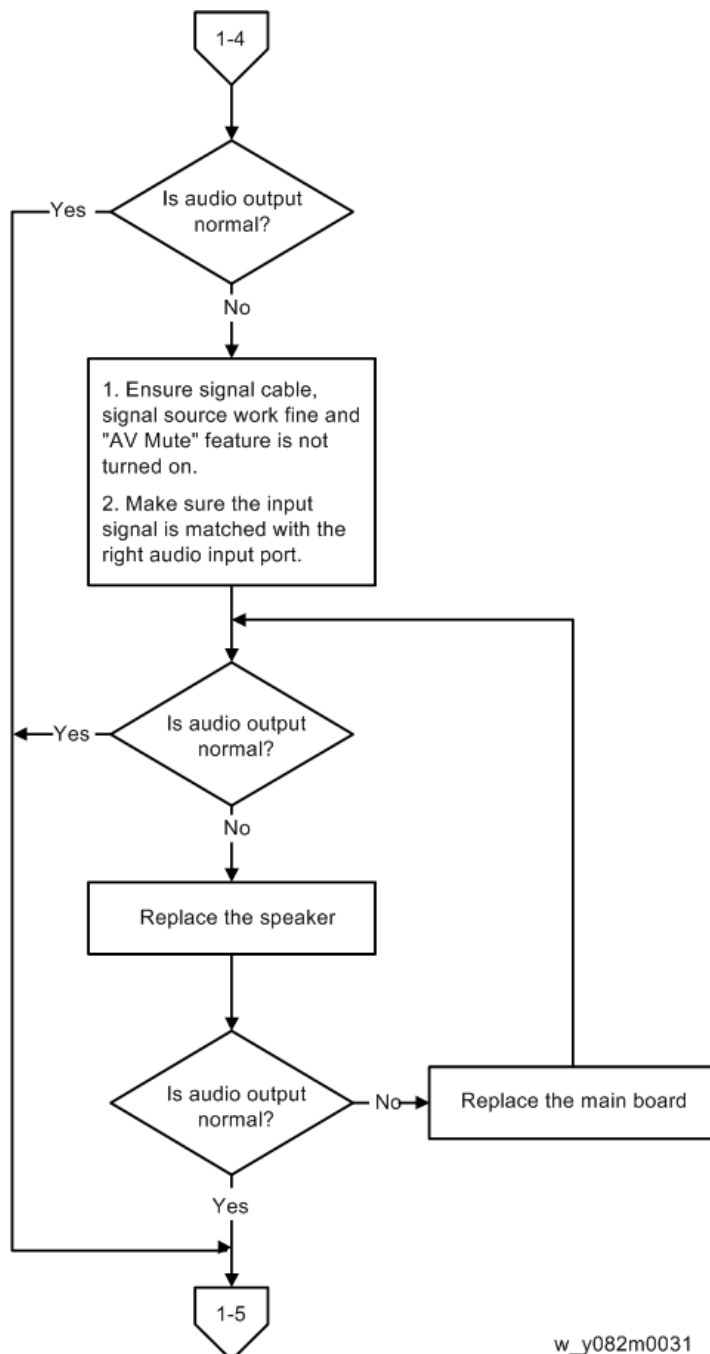 1-4
Is audio output
normal?
Yes
No
1. Ensure signal cable,
signal source work fine and
"AV Mute" feature is not
turned on.
2. Make sure the input
signal is matched with the
right audio input port.
Is audio output
normal?
Yes
No
Replace the speaker
Is audio output
normal?
No
Replace the main board
Yes
1-5
w_y082m0031